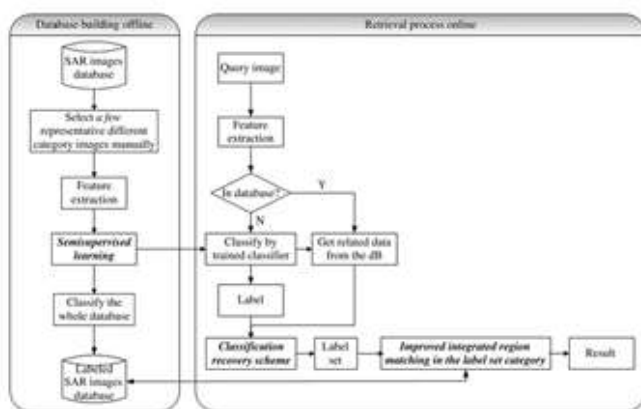 Database building offline
SAR images
database
Select a few
representative different
category images manually
Feature
extraction
Semisupervised
learning
Classify the
whole database
Labeled
SAR images
database
Retrieval process online
Query image
Feature
extraction
In database?
Y
N
Classify by
trained classifier
Get related data
from the dB
Label
Classification
recovery scheme
Label
set
Improved integrated region
matching in the label set category
Result